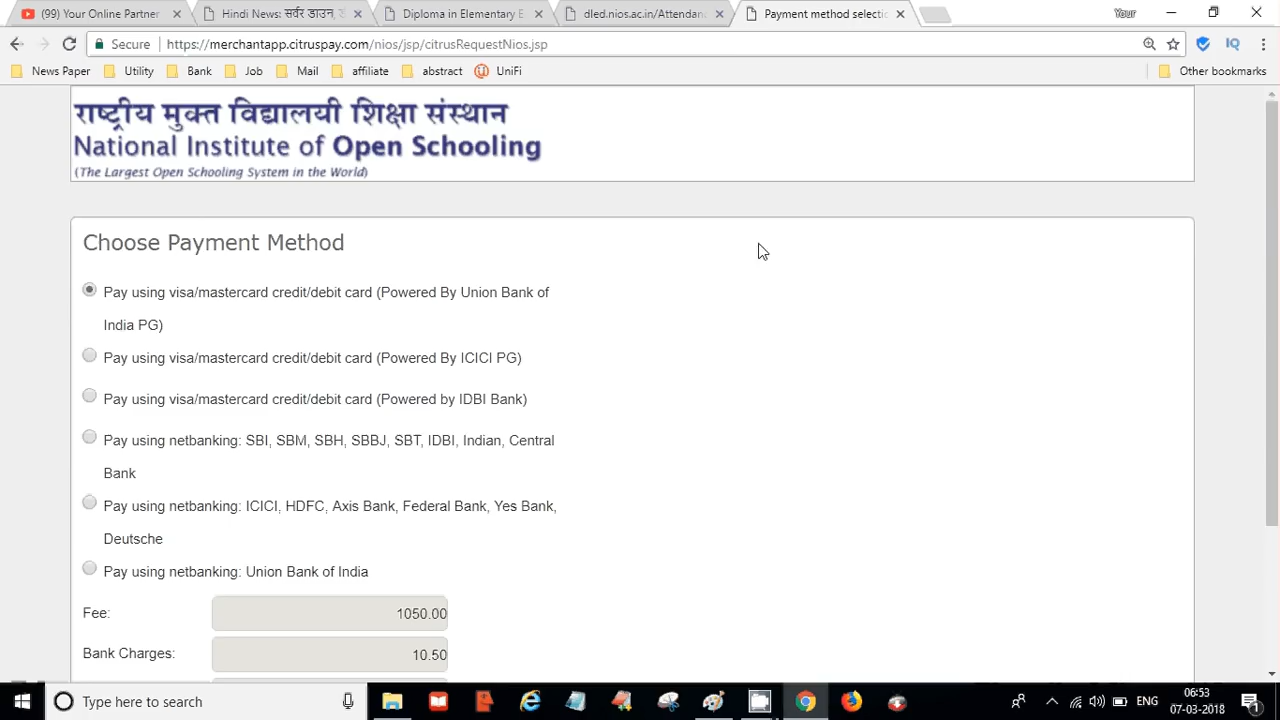 (99) Your Online Partner
Hindi News: सर्वर डाउन,
Diploma in Elementary E
dled.nios.ac.in/Attendan
Payment method selectio
Your
Secure
https://merchantapp.citruspay.com/nios/jsp/citrusRequestNios.jsp
IQ
News Paper
Utility
Bank
Job
Mail
affiliate
abstract
UniFi
Other bookmarks
राष्ट्रीय मुक्त विद्यालयी शिक्षा संस्थान
National Institute of Open Schooling
(The Largest Open Schooling System in the World)
Choose Payment Method
Pay using visa/mastercard credit/debit card (Powered By Union Bank of
India PG)
Pay using visa/mastercard credit/debit card (Powered By ICICI PG)
Pay using visa/mastercard credit/debit card (Powered by IDBI Bank)
Pay using netbanking: SBI, SBM, SBH, SBBJ, SBT, IDBI, Indian, Central
Bank
Pay using netbanking: ICICI, HDFC, Axis Bank, Federal Bank, Yes Bank,
Deutsche
Pay using netbanking: Union Bank of India
Fee:
1050.00
Bank Charges:
10.50
Type here to search
ENG
06:53
07-03-2018
1